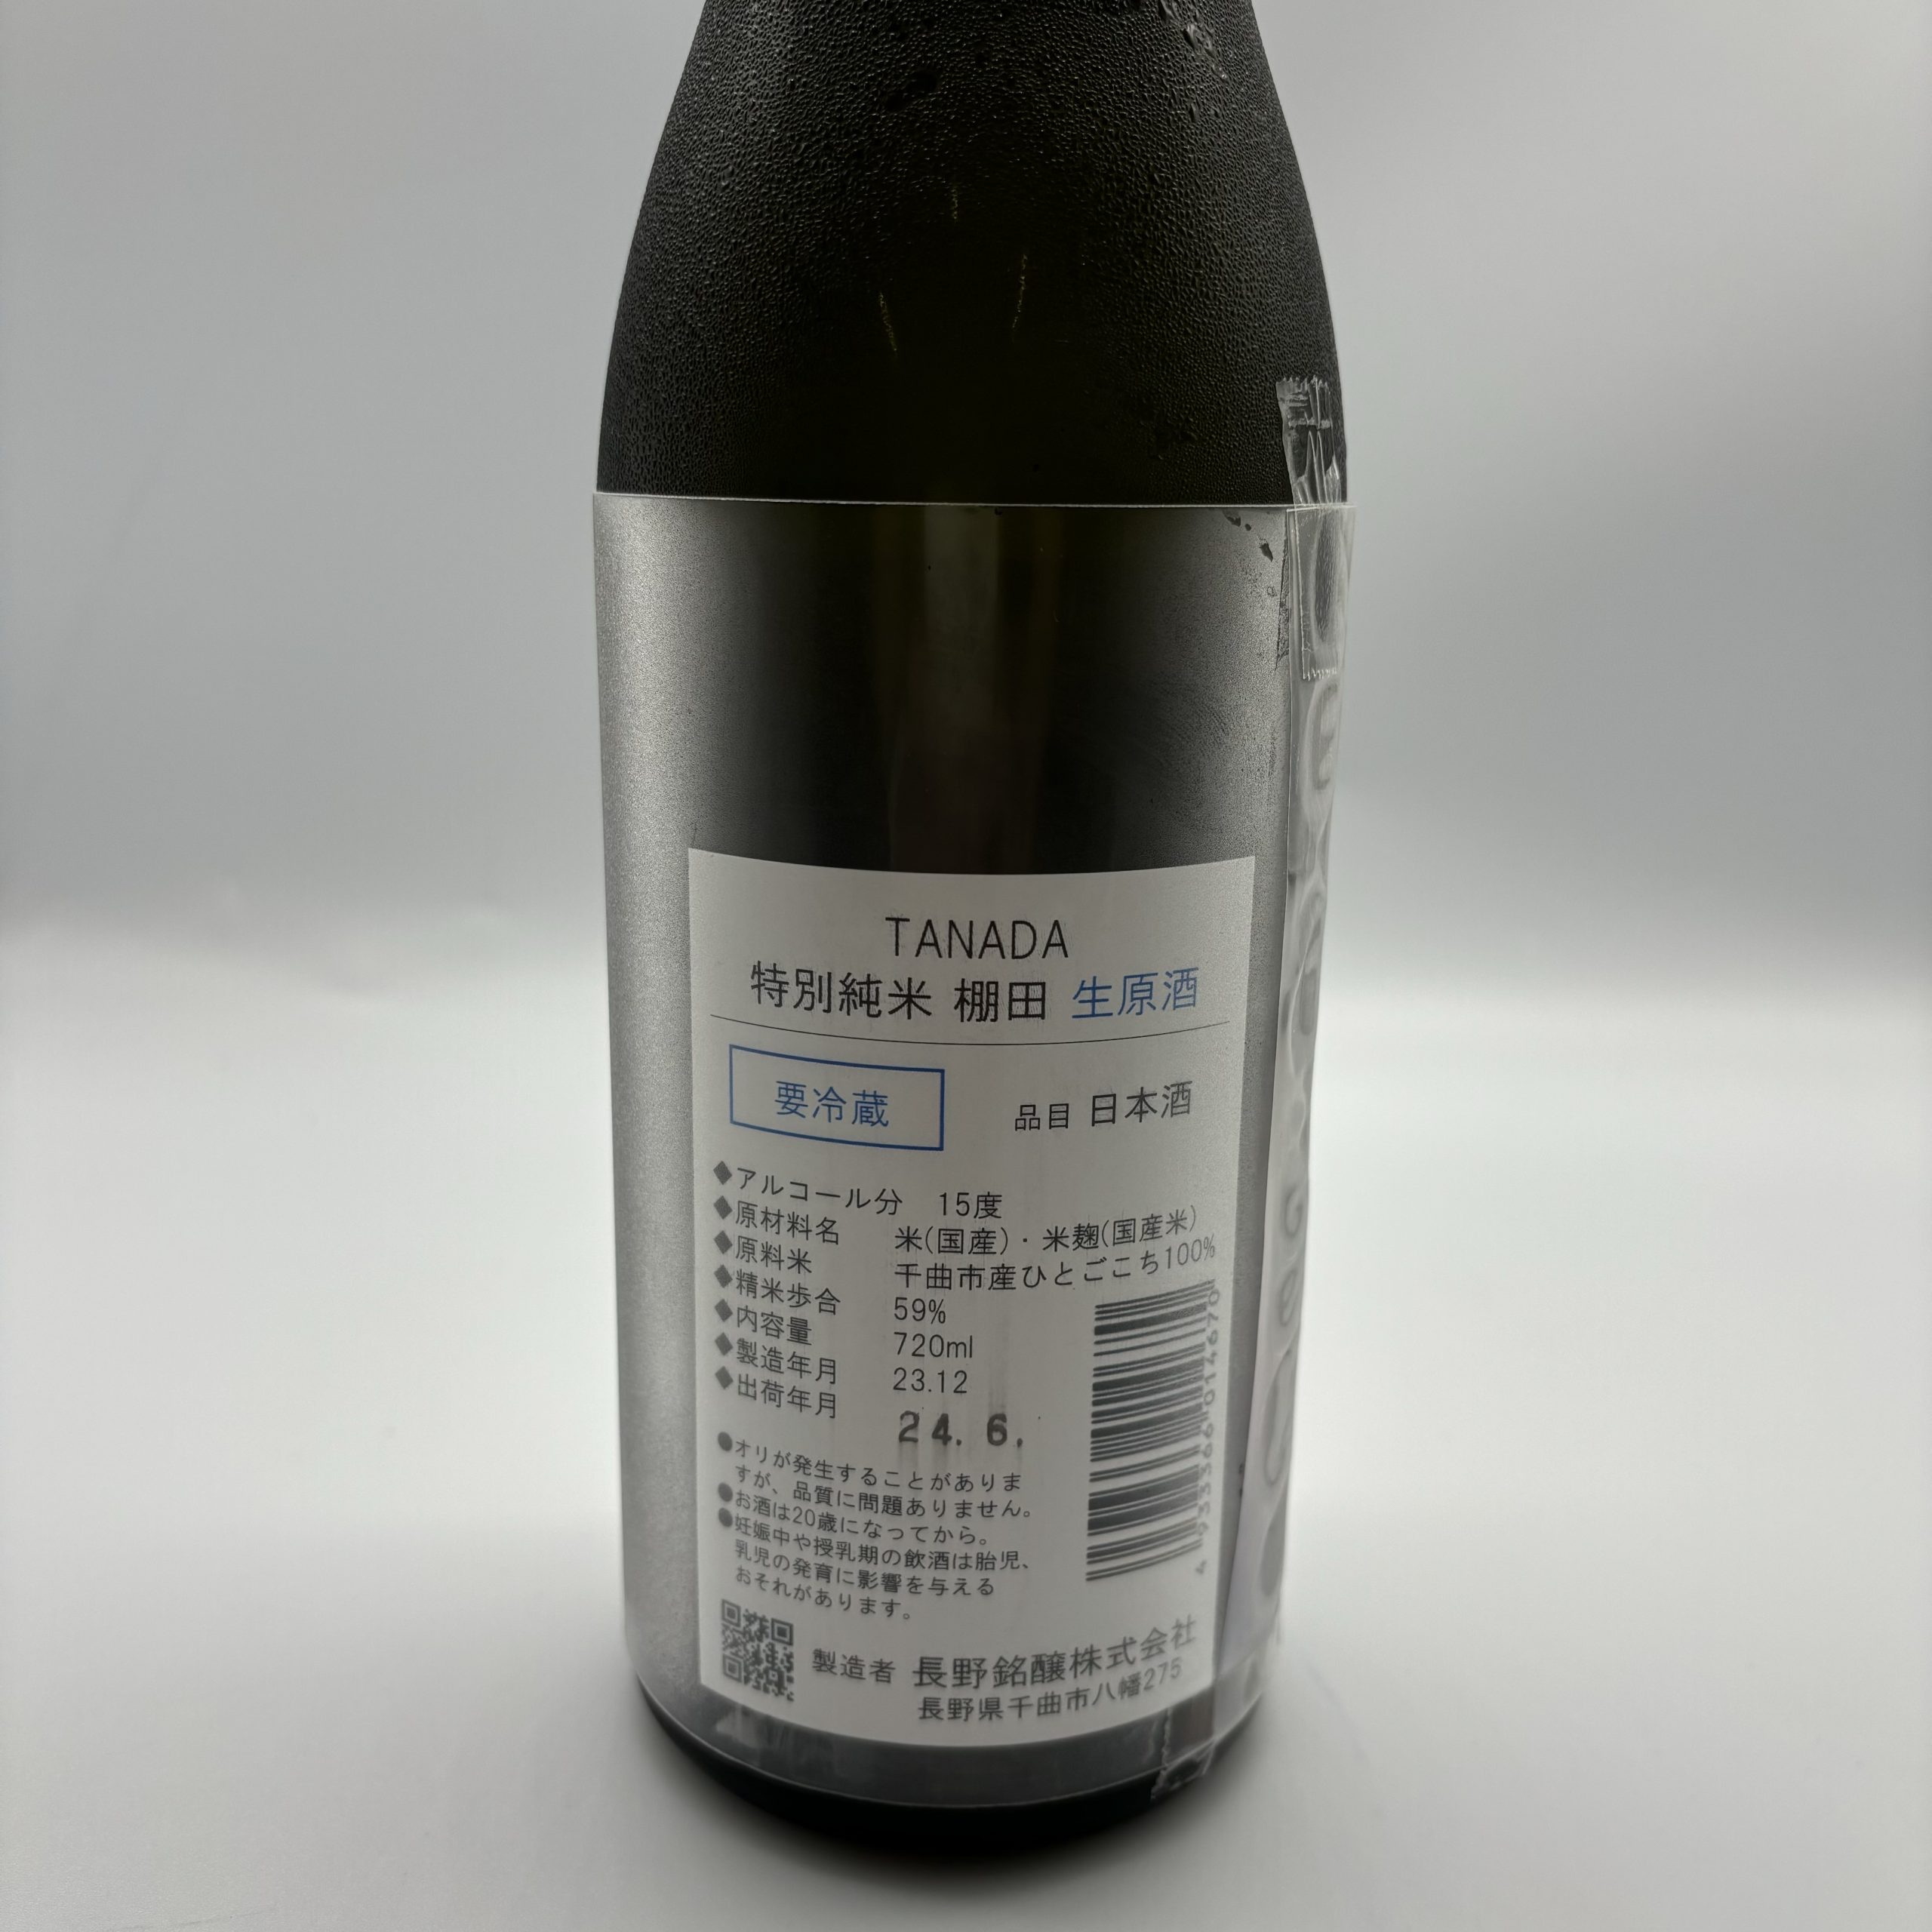 TANADA
特別純米 棚田 生原酒
要冷蔵
品目 日本酒
◆アルコール分 15度
◆原材料名 米(国産)・米麹(国産米)
◆原料米 千曲市産ひとごこち100%
◆精米歩合 59%
◆内容量 720ml
◆製造年月 23.12
◆出荷年月 24.6.
●オリが発生することがありま
すが、品質に問題ありません。
●お酒は20歳になってから。
●妊娠中や授乳期の飲酒は胎児、
乳児の発育に影響を与える
おそれがあります。
4933366014670
製造者 長野銘醸株式会社
長野県千曲市八幡275